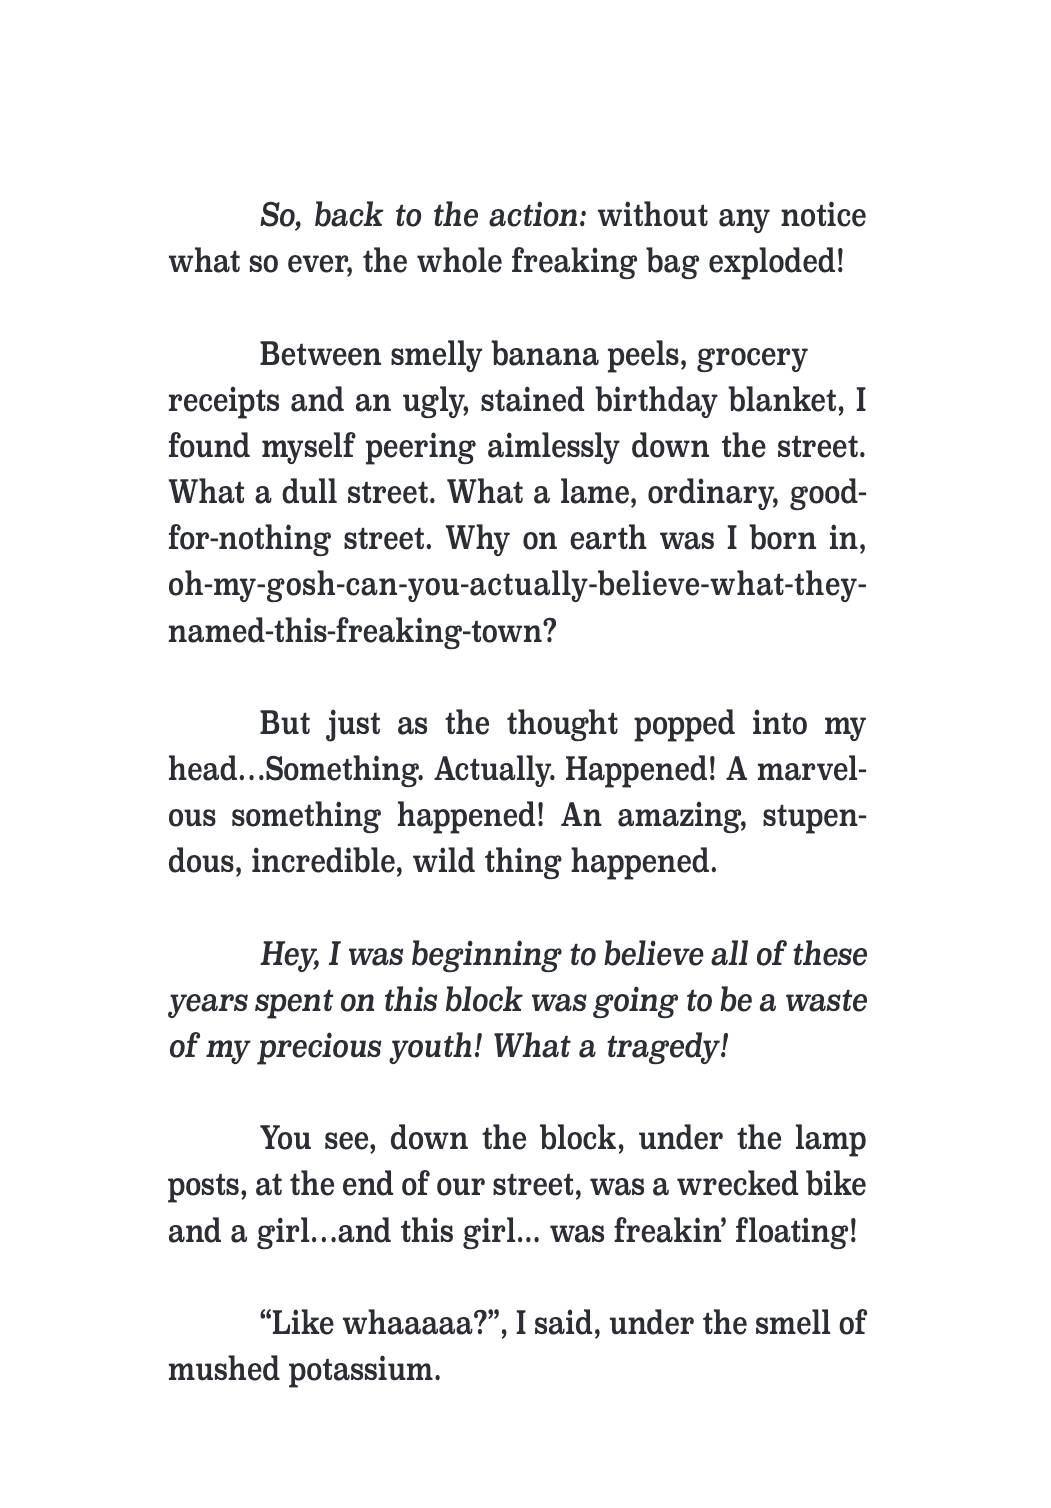 So, back to the action: without any notice
what so ever, the whole freaking bag exploded!
Between smelly banana peels, grocery
receipts and an ugly, stained birthday blanket, I
found myself peering aimlessly down the street.
What a dull street. What a lame, ordinary, good-
for-nothing street. Why on earth was I born in,
oh-my-gosh-can-you-actually-believe-what-they-
named-this-freaking-town?
But just as the thought popped into my
head…Something. Actually. Happened! A marvel-
ous something happened! An amazing, stupen-
dous, incredible, wild thing happened.
Hey, I was beginning to believe all of these
years spent on this block was going to be a waste
of my precious youth! What a tragedy!
You see, down the block, under the lamp
posts, at the end of our street, was a wrecked bike
and a girl…and this girl... was freakin’ floating!
“Like whaaaaa?”, I said, under the smell of
mushed potassium.